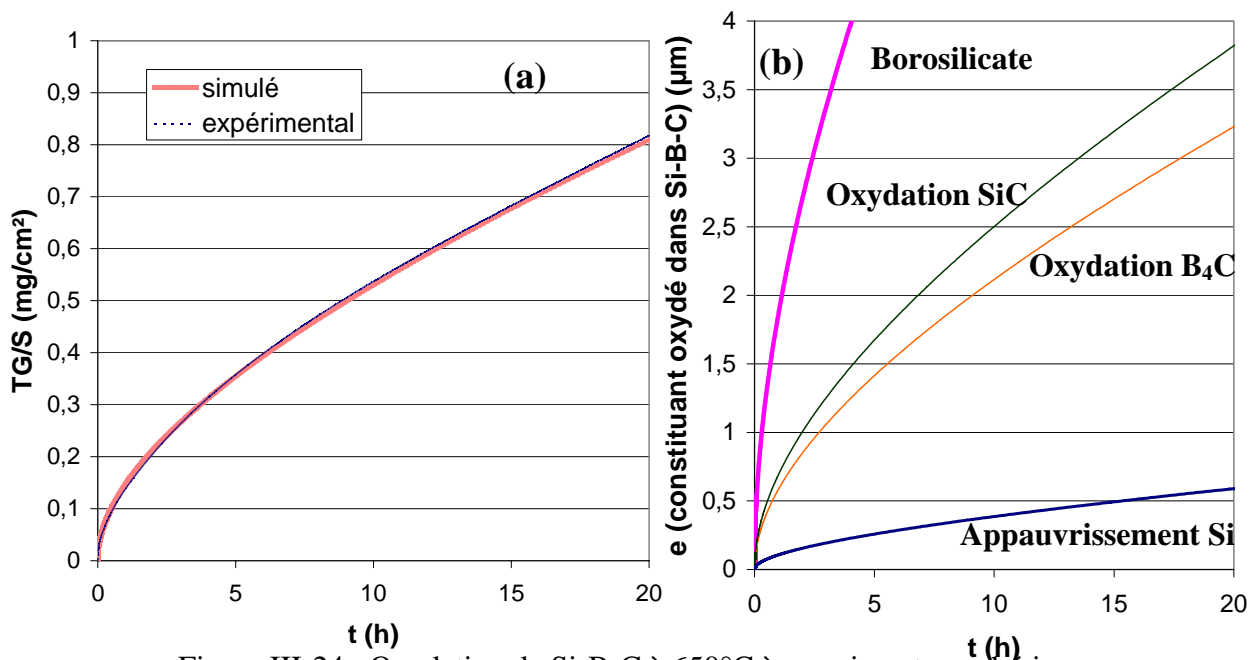 (a)
simulé
expérimental
TG/S (mg/cm²)
1
0,9
0,8
0,7
0,6
0,5
0,4
0,3
0,2
0,1
0
0 5 10 15 20
t (h)
(b)
Borosilicate
Oxydation SiC
Oxydation B₄C
Appauvrissement Si
e (constituant oxydé dans Si-B-C) (µm)
4
3,5
3
2,5
2
1,5
1
0,5
0
0 5 10 15 20
t (h)